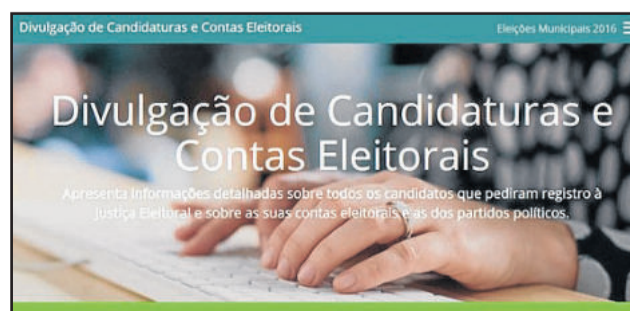 Divulgação de Candidaturas e Contas Eleitorais
Eleições Municipais 2016
Divulgação de Candidaturas e
Contas Eleitorais
Apresenta informações detalhadas sobre todos os candidatos que pediram registro à
Justiça Eleitoral e sobre as suas contas eleitorais e as dos partidos políticos.